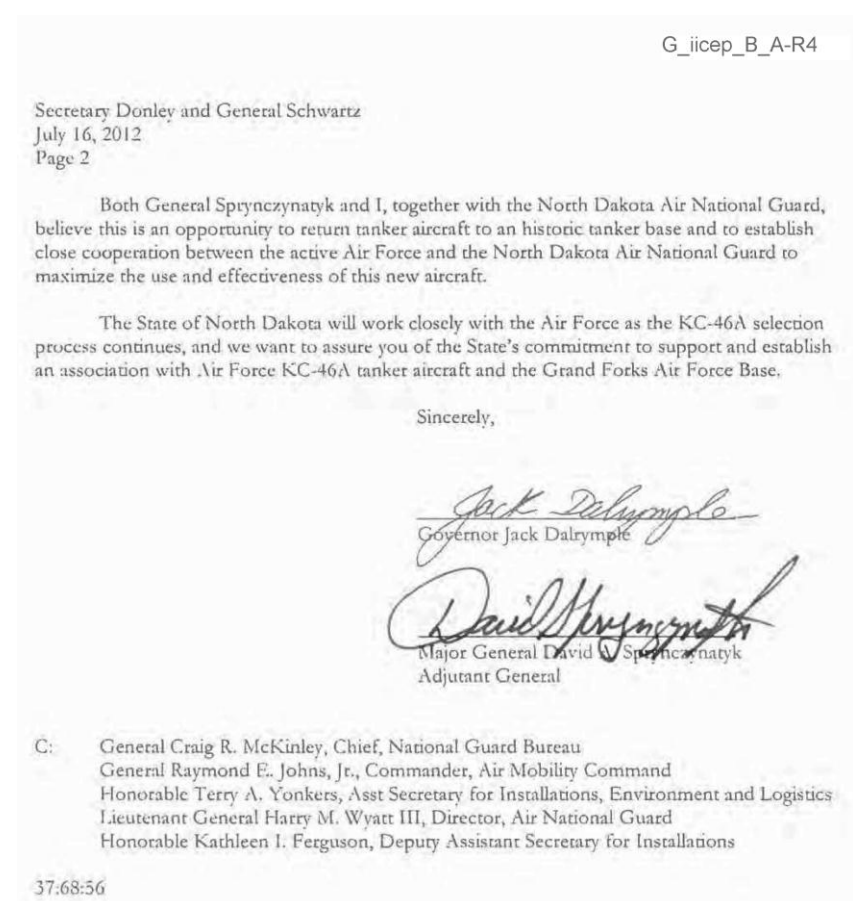 G_iicep_B_A-R4
Secretary Donley and General Schwartz
July 16, 2012
Page 2
Both General Sprynczynatyk and I, together with the North Dakota Air National Guard,
believe this is an opportunity to return tanker aircraft to an historic tanker base and to establish
close cooperation between the active Air Force and the North Dakota Air National Guard to
maximize the use and effectiveness of this new aircraft.
The State of North Dakota will work closely with the Air Force as the KC-46A selection
process continues, and we want to assure you of the State's commitment to support and establish
an association with Air Force KC-46A tanker aircraft and the Grand Forks Air Force Base.
Sincerely,
Jack Dalrymple
Governor Jack Dalrymple
David Sprynczynatyk
Major General David A. Sprynczynatyk
Adjutant General
C: General Craig R. McKinley, Chief, National Guard Bureau
General Raymond E. Johns, Jr., Commander, Air Mobility Command
Honorable Terry A. Yonkers, Asst Secretary for Installations, Environment and Logistics
Lieutenant General Harry M. Wyatt III, Director, Air National Guard
Honorable Kathleen I. Ferguson, Deputy Assistant Secretary for Installations
37:68:56